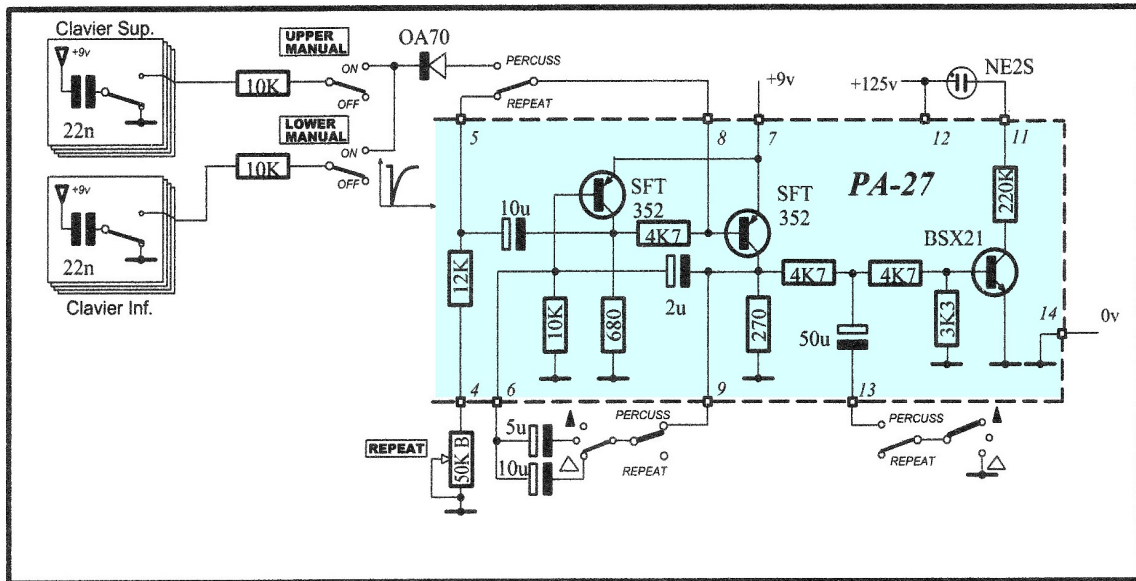 Clavier Sup.
+9v
22n
10K
UPPER MANUAL
ON
OFF
OA70
PERCUSS
REPEAT
+9v
+125v
NE2S
LOWER MANUAL
ON
OFF
10K
+9v
22n
Clavier Inf.
5
8
7
12
11
PA-27
SFT 352
SFT 352
10u
4K7
220K
BSX21
12K
2u
4K7
4K7
10K
680
270
50u
3K3
14
0v
4
6
9
13
REPEAT
50K B
5u
10u
PERCUSS
REPEAT
PERCUSS
REPEAT